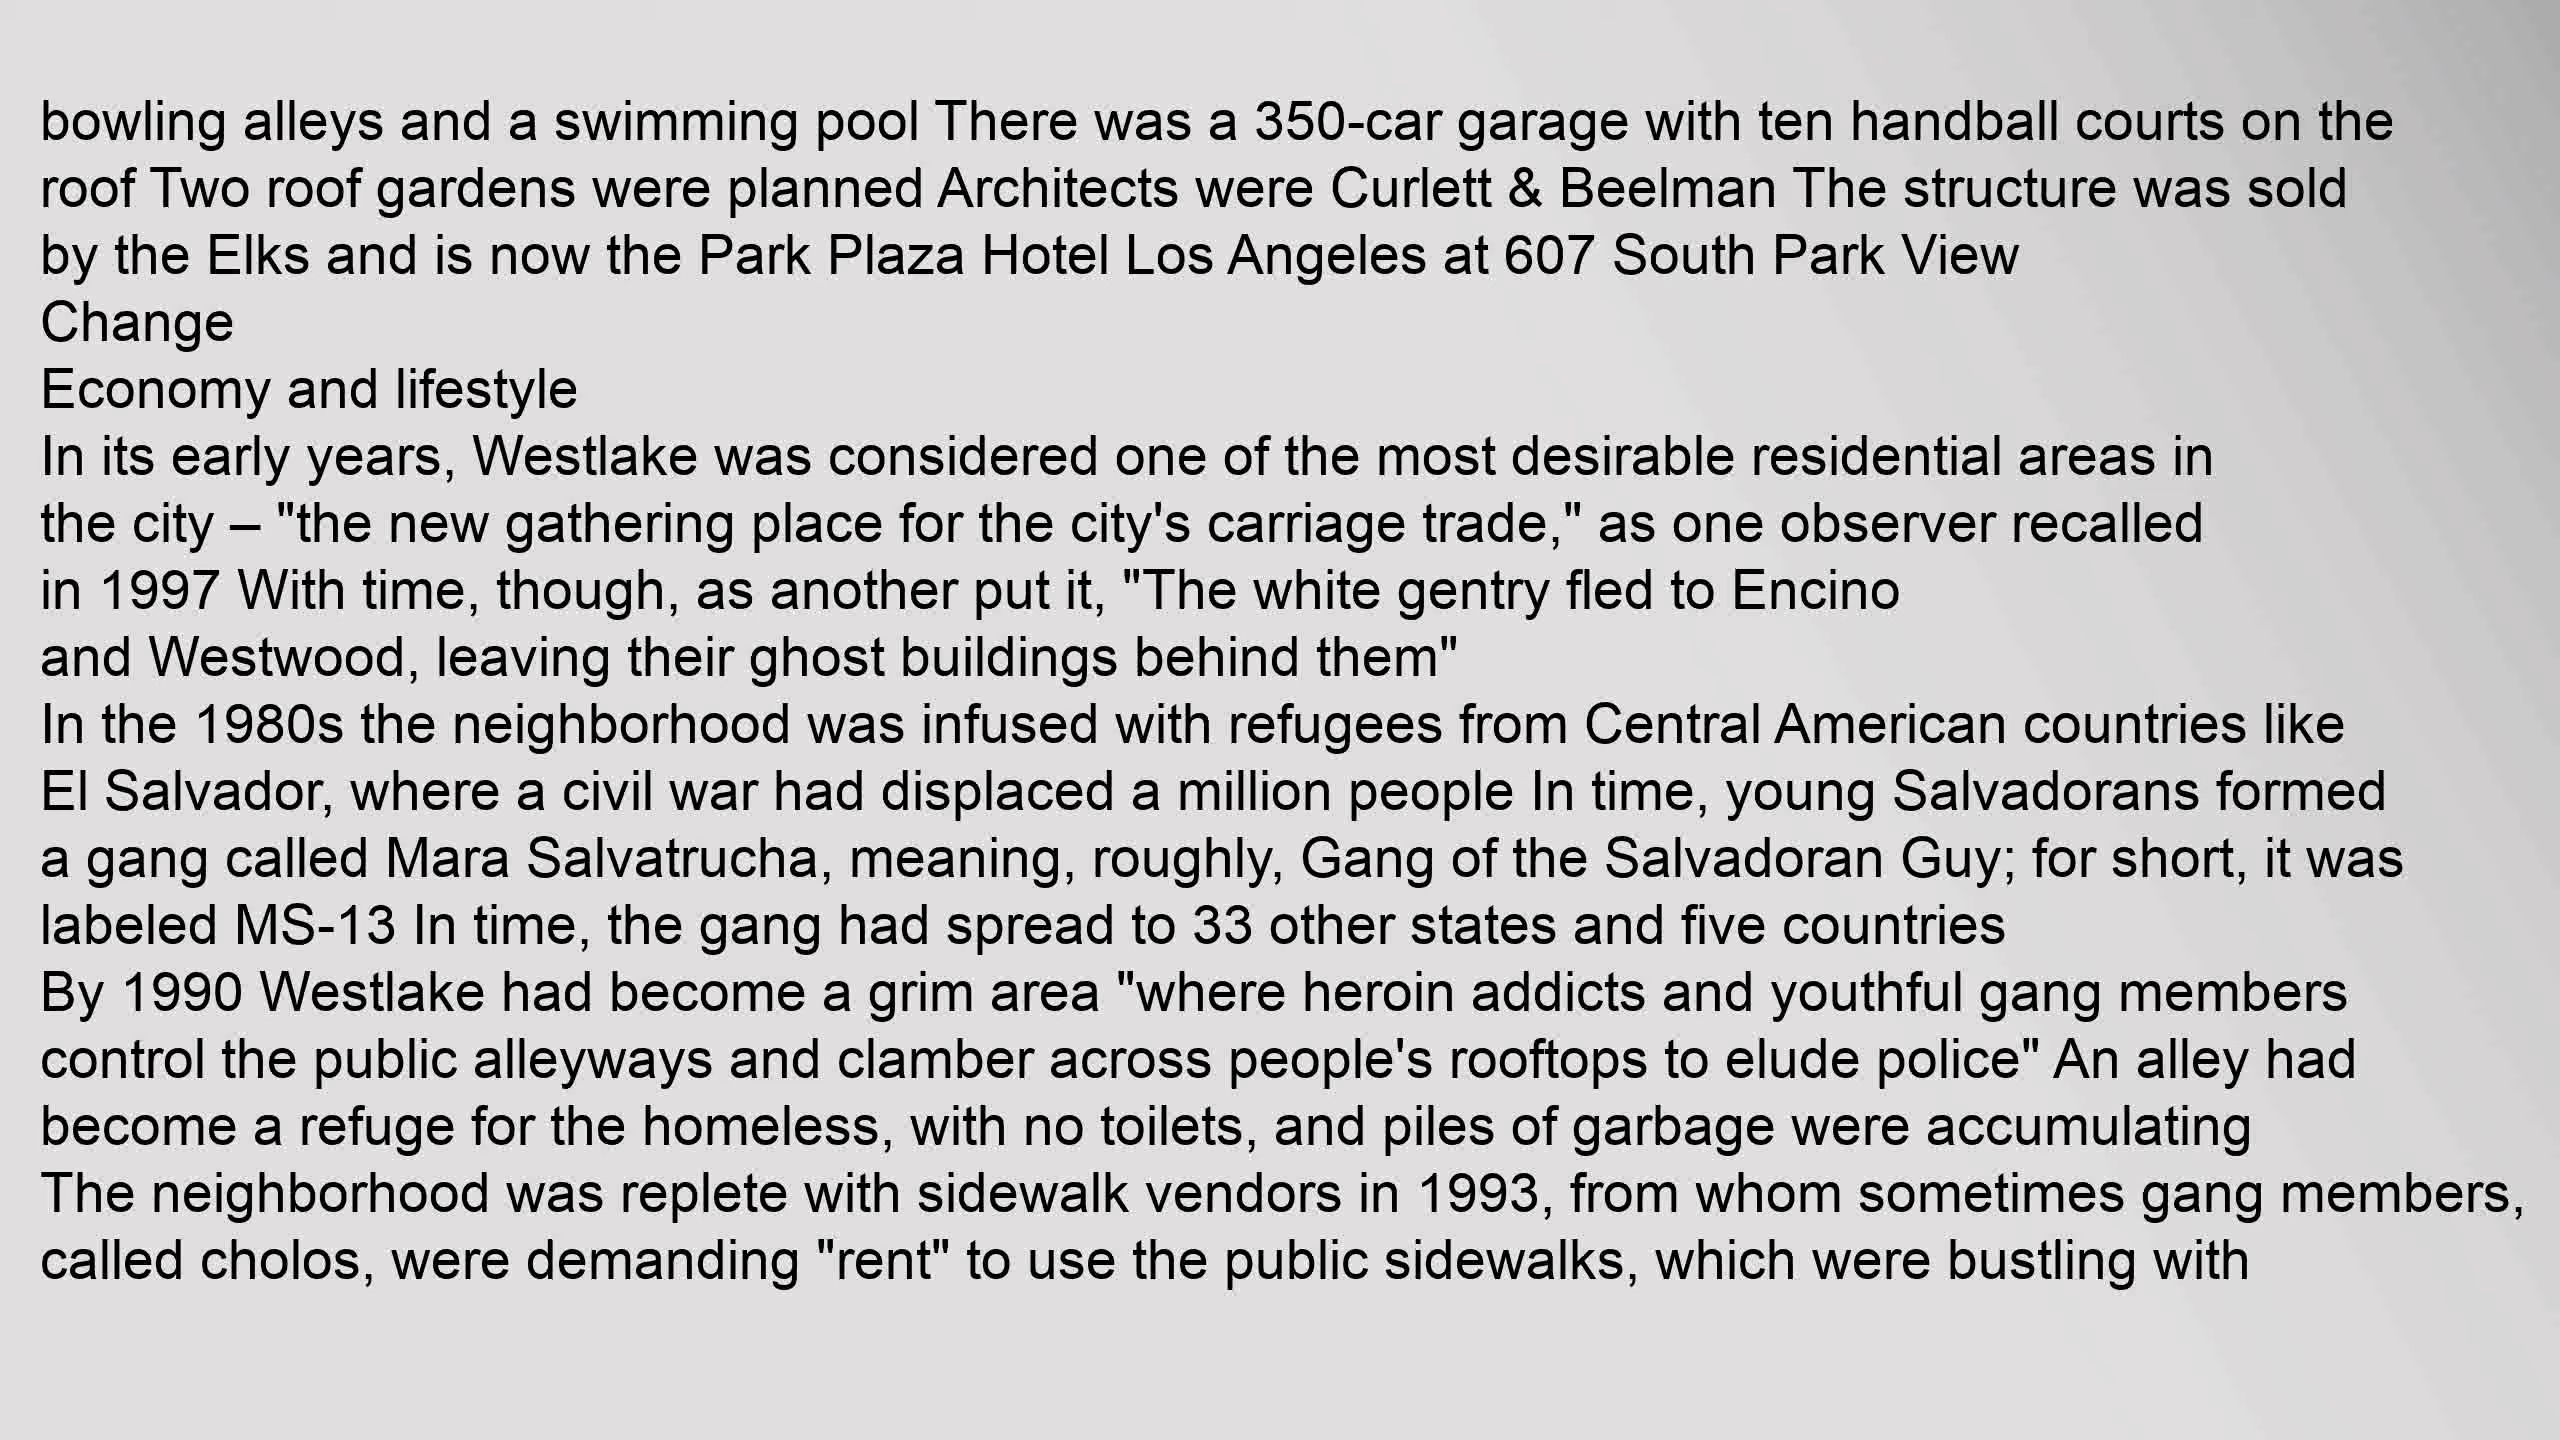 bowling alleys and a swimming pool There was a 350-car garage with ten handball courts on the
roof Two roof gardens were planned Architects were Curlett & Beelman The structure was sold
by the Elks and is now the Park Plaza Hotel Los Angeles at 607 South Park View
Change
Economy and lifestyle
In its early years, Westlake was considered one of the most desirable residential areas in
the city – "the new gathering place for the city's carriage trade," as one observer recalled
in 1997 With time, though, as another put it, "The white gentry fled to Encino
and Westwood, leaving their ghost buildings behind them"
In the 1980s the neighborhood was infused with refugees from Central American countries like
El Salvador, where a civil war had displaced a million people In time, young Salvadorans formed
a gang called Mara Salvatrucha, meaning, roughly, Gang of the Salvadoran Guy; for short, it was
labeled MS-13 In time, the gang had spread to 33 other states and five countries
By 1990 Westlake had become a grim area "where heroin addicts and youthful gang members
control the public alleyways and clamber across people's rooftops to elude police" An alley had
become a refuge for the homeless, with no toilets, and piles of garbage were accumulating
The neighborhood was replete with sidewalk vendors in 1993, from whom sometimes gang members,
called cholos, were demanding "rent" to use the public sidewalks, which were bustling with